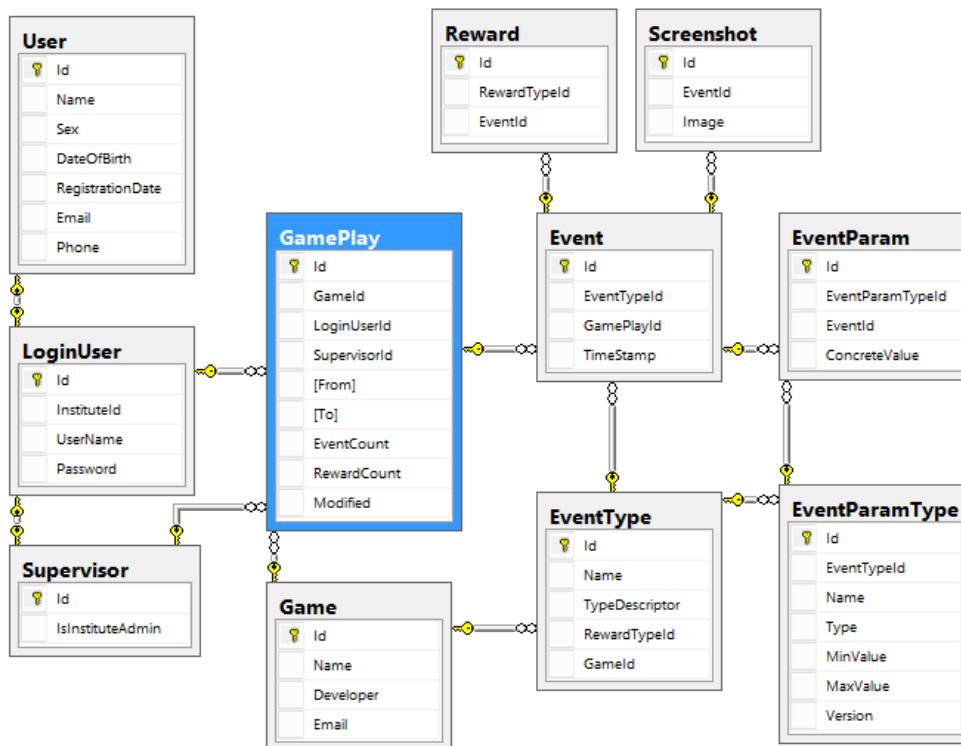 User
Id
Name
Sex
DateOfBirth
RegistrationDate
Email
Phone
LoginUser
Id
InstituteId
UserName
Password
Supervisor
Id
IsInstituteAdmin
GamePlay
Id
GameId
LoginUserId
SupervisorId
[From]
[To]
EventCount
RewardCount
Modified
Game
Id
Name
Developer
Email
Reward
Id
RewardTypeId
EventId
Screenshot
Id
EventId
Image
Event
Id
EventTypeId
GamePlayId
TimeStamp
EventParam
Id
EventParamTypeId
EventId
ConcreteValue
EventType
Id
Name
TypeDescriptor
RewardTypeId
GameId
EventParamType
Id
EventTypeId
Name
Type
MinValue
MaxValue
Version